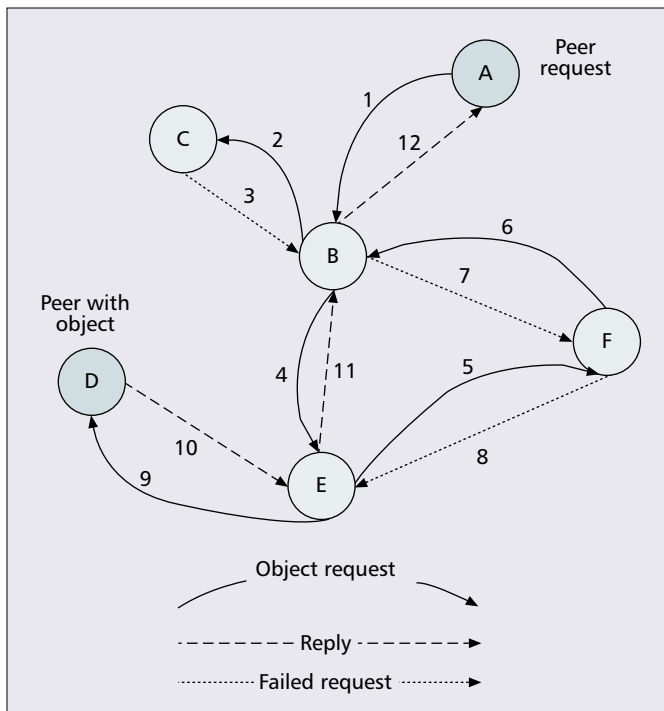 Peer
request
A
1
12
C
2
3
B
6
7
Peer with
object
F
D
4
11
5
10
8
9
E
Object request
Reply
Failed request